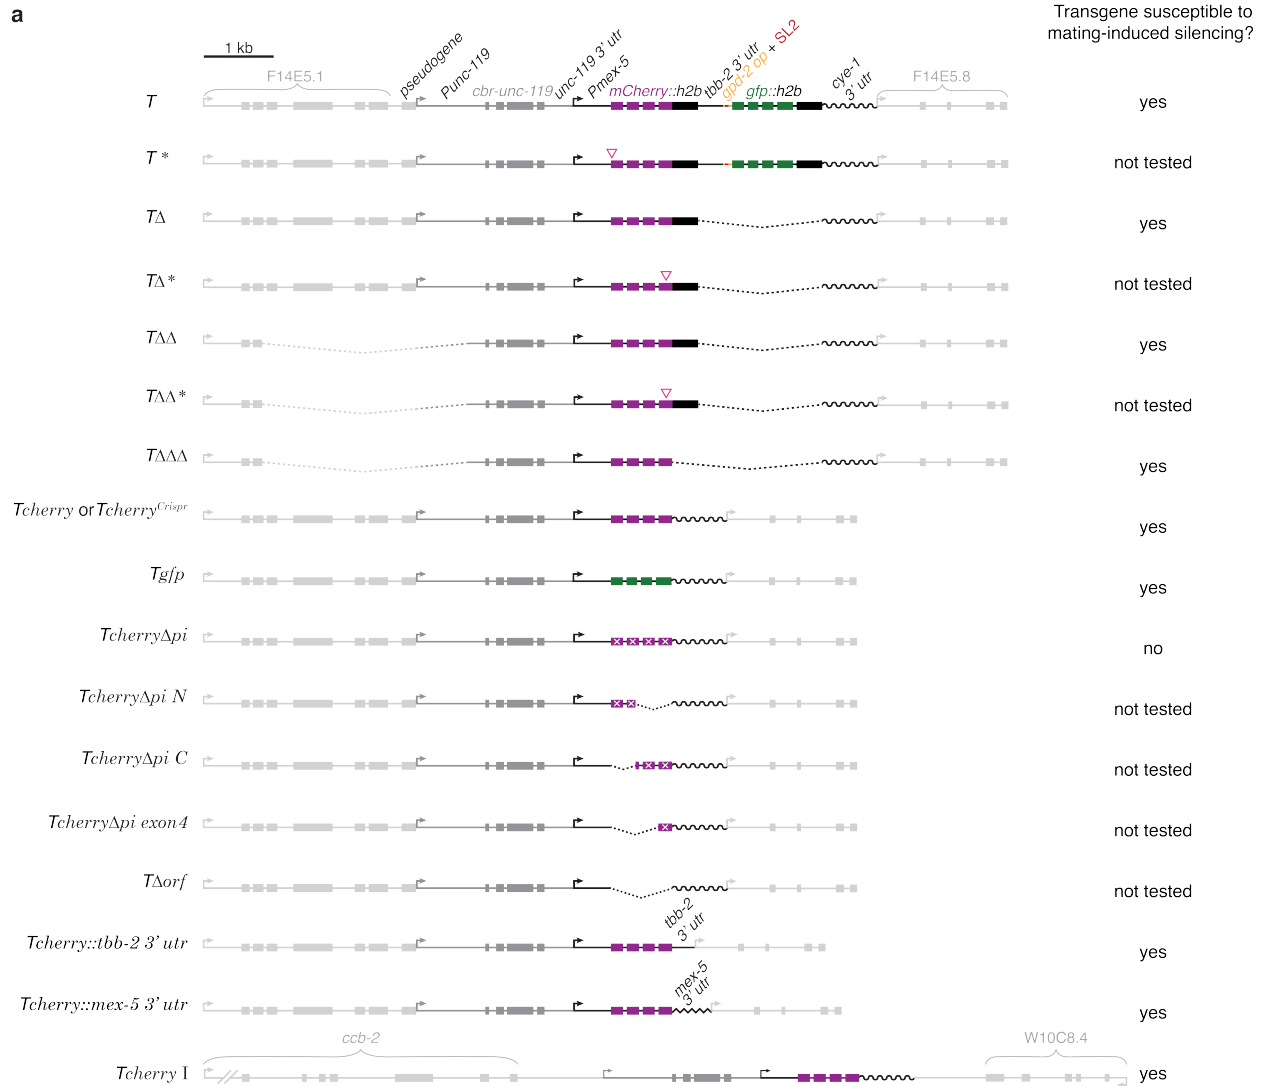 a
Transgene susceptible to
mating-induced silencing?
1 kb
F14E5.1
pseudogene
Punc-119
cbr-unc-119
unc-119 3' utr
Pmex-5
mCherry::h2b
tbb-2 3' utr
gpd-2 op + SL2
gfp::h2b
cye-1
3' utr
F14E5.8
T yes
T * not tested
TΔ yes
TΔ* not tested
TΔΔ yes
TΔΔ* not tested
TΔΔΔ yes
Tcherry or TcherryCrispr yes
Tgfp yes
TcherryΔpi no
TcherryΔpi N not tested
TcherryΔpi C not tested
TcherryΔpi exon4 not tested
TΔorf not tested
tbb-2
3' utr
Tcherry::tbb-2 3' utr yes
mex-5
3' utr
Tcherry::mex-5 3' utr yes
ccb-2
W10C8.4
Tcherry I yes